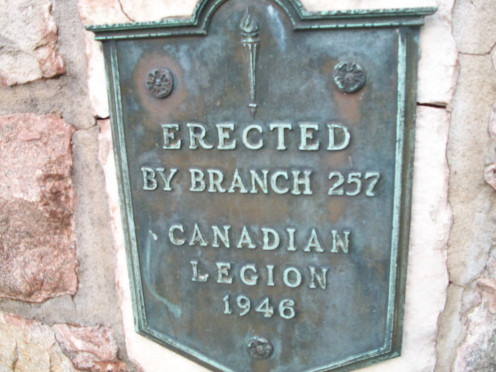 ERECTED
BY BRANCH 257
CANADIAN
LEGION
1946